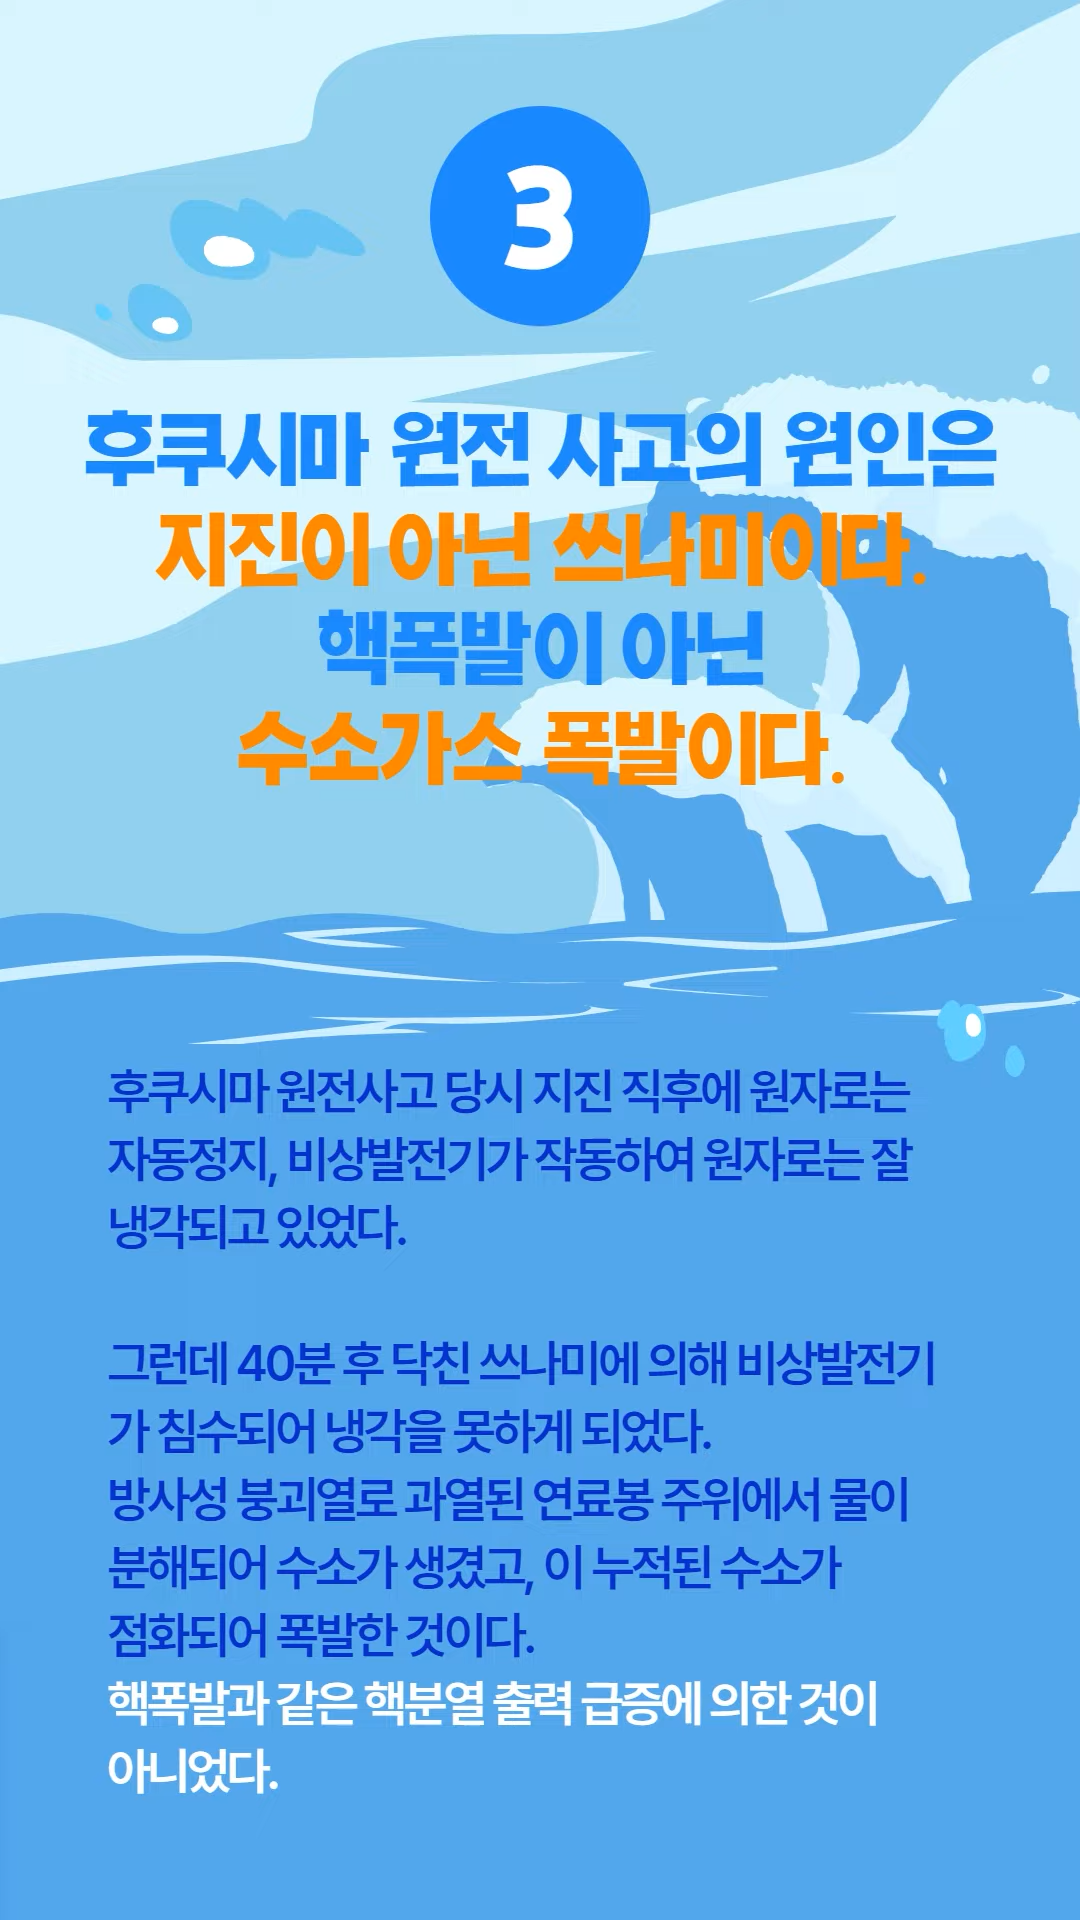 3
후쿠시마 원전 사고의 원인은
지진이 아닌 쓰나미이다.
핵폭발이 아닌
수소가스 폭발이다.
후쿠시마 원전사고 당시 지진 직후에 원자로는
자동정지, 비상발전기가 작동하여 원자로는 잘
냉각되고 있었다.
그런데 40분 후 닥친 쓰나미에 의해 비상발전기
가 침수되어 냉각을 못하게 되었다.
방사성 붕괴열로 과열된 연료봉 주위에서 물이
분해되어 수소가 생겼고, 이 누적된 수소가
점화되어 폭발한 것이다.
핵폭발과 같은 핵분열 출력 급증에 의한 것이
아니었다.